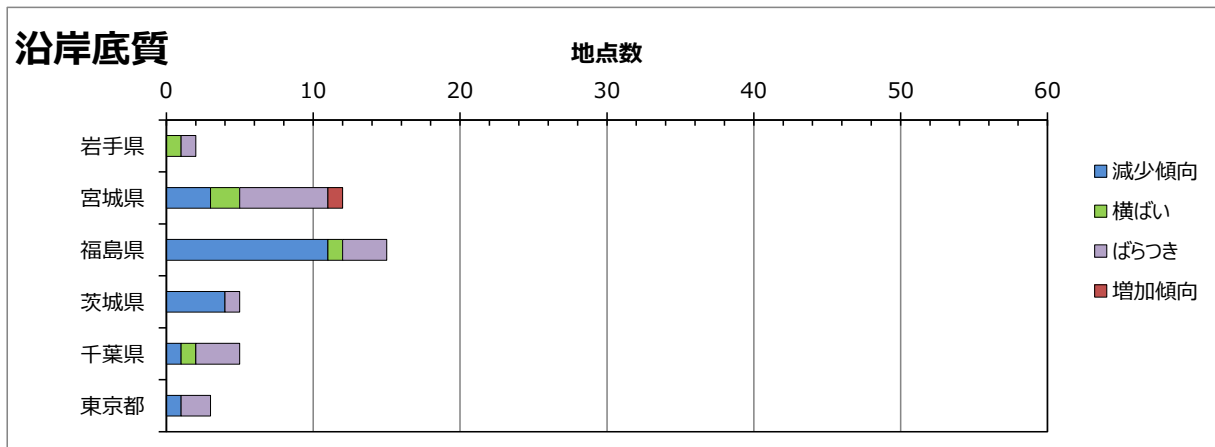 沿岸底質
地点数
0 10 20 30 40 50 60
岩手県
宮城県
福島県
茨城県
千葉県
東京都
減少傾向
横ばい
ばらつき
増加傾向